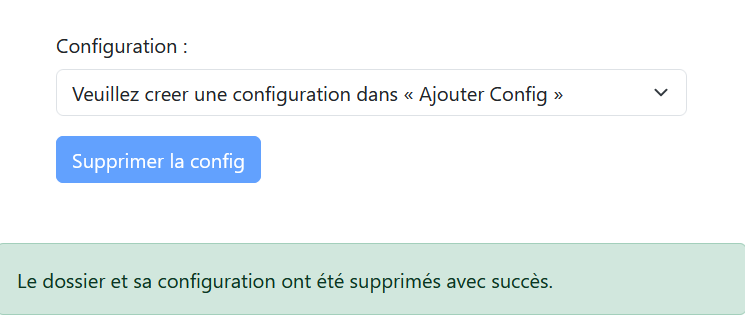 Configuration :
Veuillez creer une configuration dans « Ajouter Config »
Supprimer la config
Le dossier et sa configuration ont été supprimés avec succès.